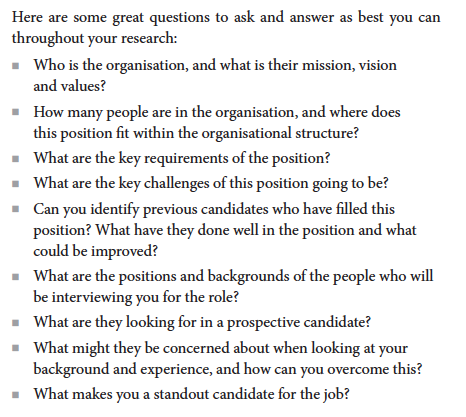 Here are some great questions to ask and answer as best you can
throughout your research:
■ Who is the organisation, and what is their mission, vision
and values?
■ How many people are in the organisation, and where does
this position fit within the organisational structure?
■ What are the key requirements of the position?
■ What are the key challenges of this position going to be?
■ Can you identify previous candidates who have filled this
position? What have they done well in the position and what
could be improved?
■ What are the positions and backgrounds of the people who will
be interviewing you for the role?
■ What are they looking for in a prospective candidate?
■ What might they be concerned about when looking at your
background and experience, and how can you overcome this?
■ What makes you a standout candidate for the job?